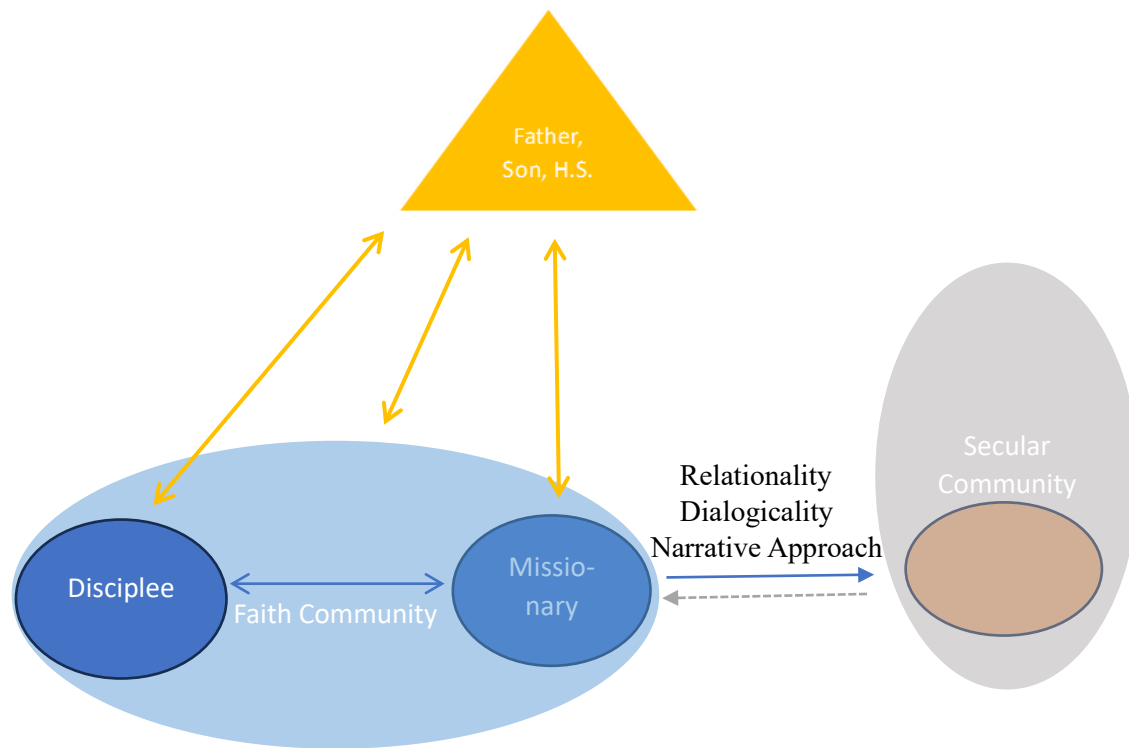 Father,
Son, H.S.
Secular
Community
Relationality
Dialogicality
Narrative Approach
Disciplee
Missio-
nary
Faith Community